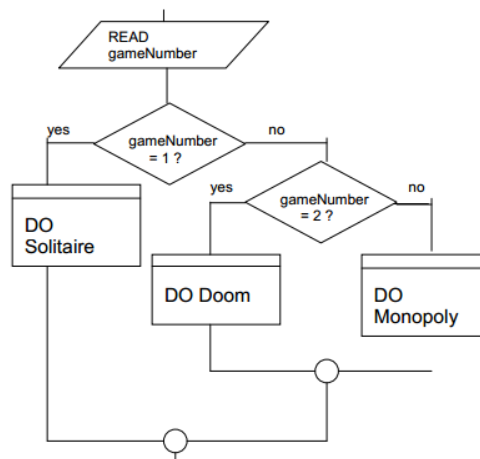 READ
gameNumber
yes
gameNumber
= 1 ?
no
DO
Solitaire
yes
gameNumber
= 2 ?
no
DO Doom
DO
Monopoly